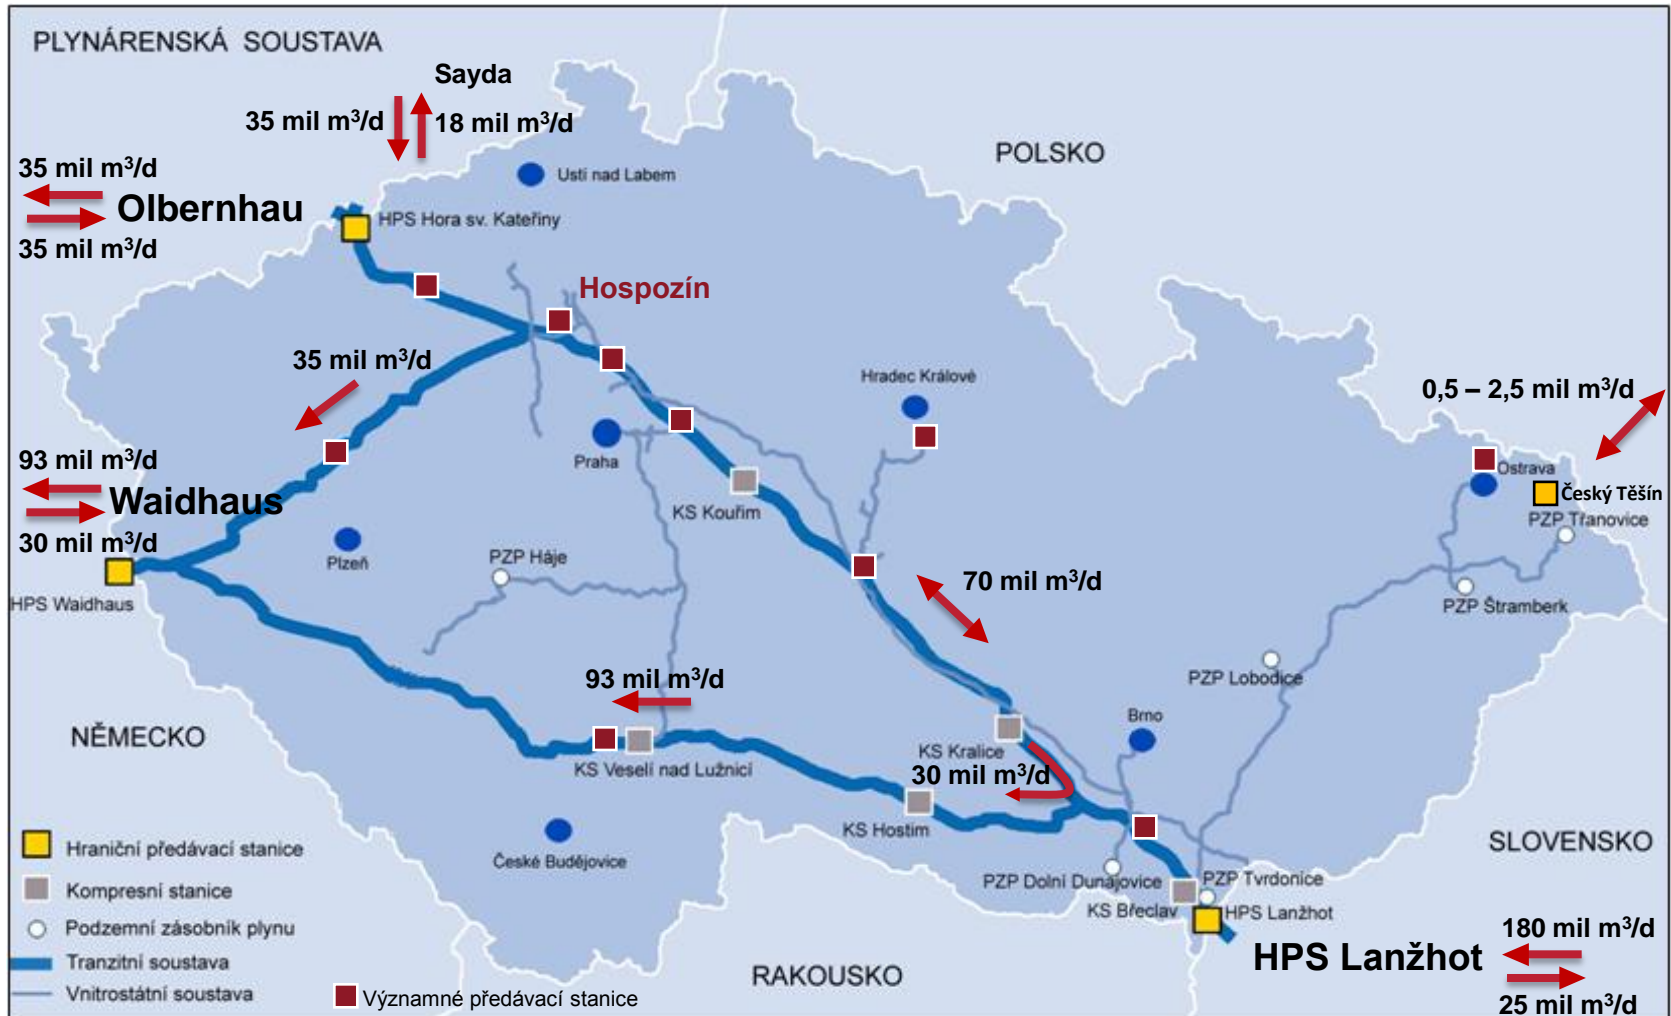 PLYNÁRENSKÁ SOUSTAVA
Sayda
35 mil m³/d
18 mil m³/d
35 mil m³/d
Olbernhau
35 mil m³/d
HPS Hora sv. Kateřiny
Ustí nad Labem
POLSKO
Hospozín
35 mil m³/d
Hradec Králové
0,5 – 2,5 mil m³/d
93 mil m³/d
Waidhaus
30 mil m³/d
HPS Waidhaus
Praha
KS Kouřim
Plzeň
PZP Háje
Ostrava
Český Těšín
PZP Třanovice
PZP Štramberk
70 mil m³/d
PZP Lobodice
93 mil m³/d
NĚMECKO
KS Veselí nad Lužnicí
Brno
KS Kralice
30 mil m³/d
KS Hostim
České Budějovice
SLOVENSKO
PZP Dolní Dunajovice
PZP Tvrdonice
KS Břeclav
HPS Lanžhot
HPS Lanžhot
180 mil m³/d
25 mil m³/d
RAKOUSKO
Hraniční předávací stanice
Kompresní stanice
Podzemní zásobník plynu
Tranzitní soustava
Vnitrostátní soustava
Významné předávací stanice